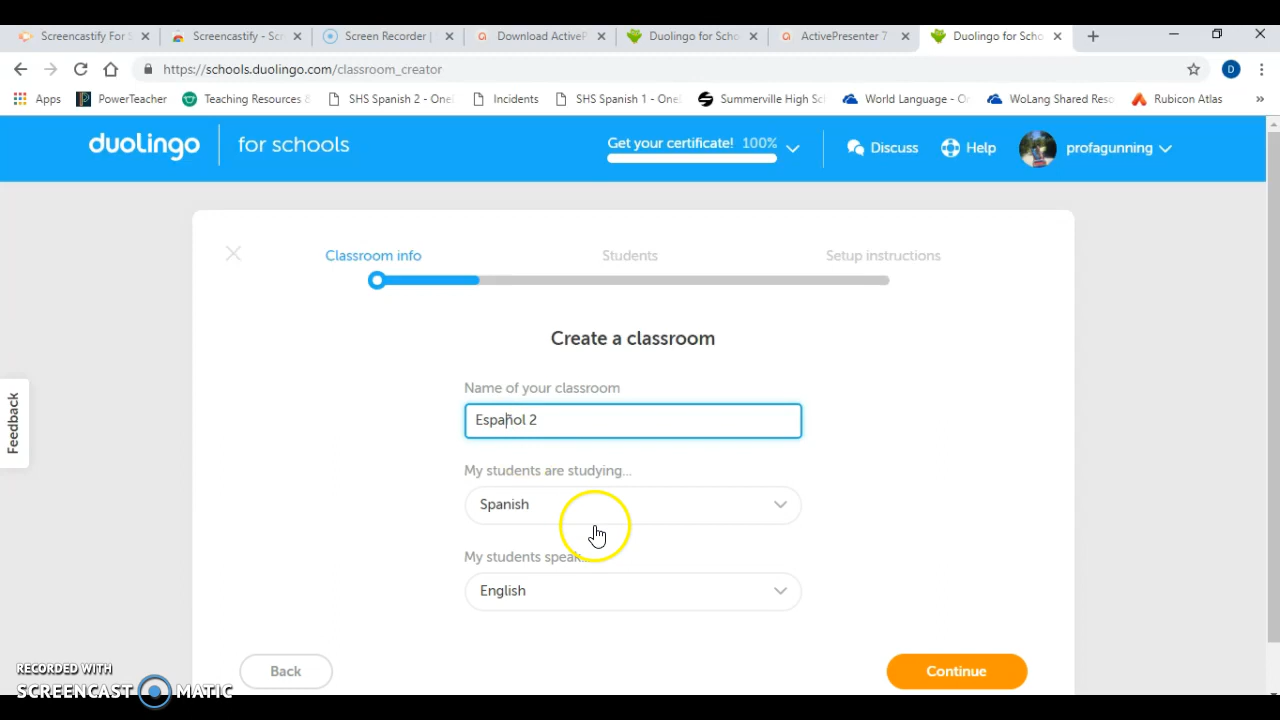 Screencastify For S
Screencastify - Scr
Screen Recorder |
Download ActiveP
Duolingo for Scho
ActivePresenter 7
Duolingo for Scho
https://schools.duolingo.com/classroom_creator
D
Apps
PowerTeacher
Teaching Resources &
SHS Spanish 2 - One
Incidents
SHS Spanish 1 - One
Summerville High Sc
World Language - O
WoLang Shared Reso
Rubicon Atlas
»
duolingo
for schools
Get your certificate! 100%
Discuss
Help
profagunning
Classroom info
Students
Setup instructions
Create a classroom
Name of your classroom
Español 2
My students are studying...
Spanish
My students speak...
English
Back
Continue
Feedback
RECORDED WITH
SCREENCAST MATIC